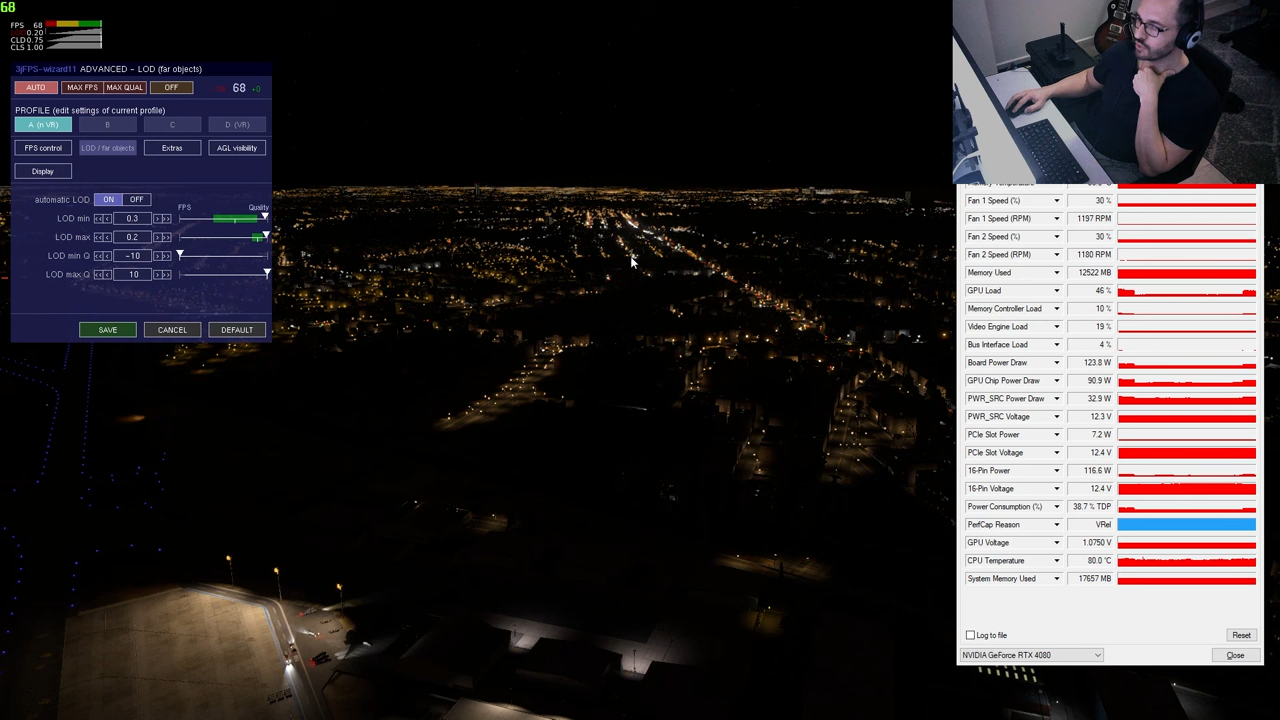 68
FPS 68
0.20
CLD 0.75
CLS 1.00
3jFPS-wizard11 ADVANCED - LOD (far objects)
AUTO MAX FPS MAX QUAL OFF 68 +0
PROFILE (edit settings of current profile)
A (n VR) B C D (VR)
FPS control LOD / far objects Extras AGL visibility
Display
automatic LOD ON OFF FPS Quality
LOD min << < 0.3 > >>
LOD max << < 0.2 > >>
LOD min Q << < -10 > >>
LOD max Q << < 10 > >>
SAVE CANCEL DEFAULT
Fan 1 Speed (%) 30 %
Fan 1 Speed (RPM) 1197 RPM
Fan 2 Speed (%) 30 %
Fan 2 Speed (RPM) 1180 RPM
Memory Used 12522 MB
GPU Load 46 %
Memory Controller Load 10 %
Video Engine Load 19 %
Bus Interface Load 4 %
Board Power Draw 123.8 W
GPU Chip Power Draw 90.9 W
PWR_SRC Power Draw 32.9 W
PWR_SRC Voltage 12.3 V
PCIe Slot Power 7.2 W
PCIe Slot Voltage 12.4 V
16-Pin Power 116.6 W
16-Pin Voltage 12.4 V
Power Consumption (%) 38.7 % TDP
PerfCap Reason VRel
GPU Voltage 1.0750 V
CPU Temperature 80.0 °C
System Memory Used 17657 MB
Log to file Reset
NVIDIA GeForce RTX 4080 Close